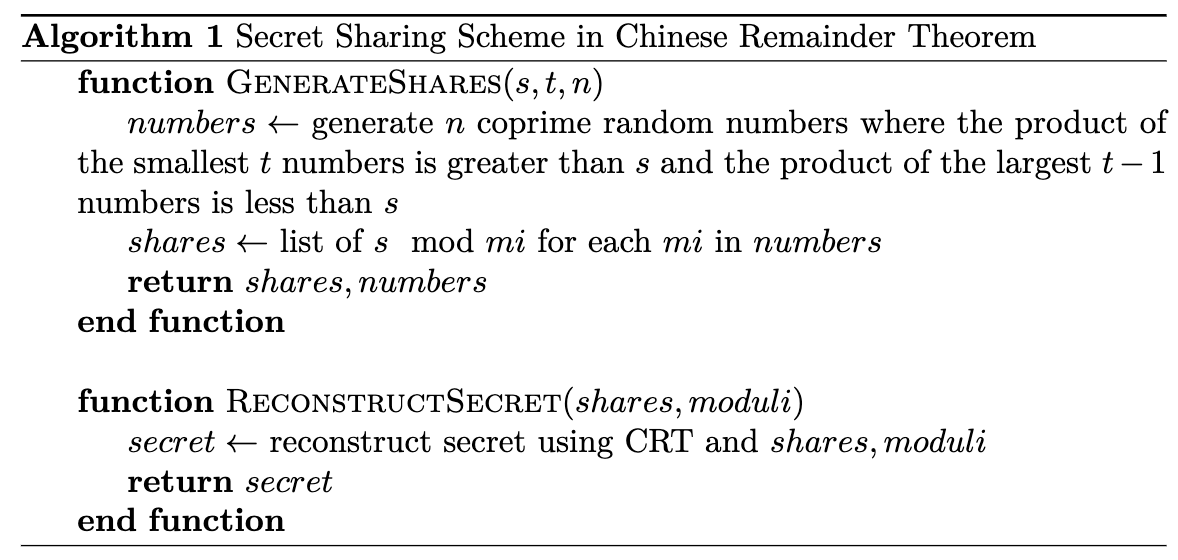 Algorithm 1 Secret Sharing Scheme in Chinese Remainder Theorem
function GENERATESHARES(s, t, n)
numbers ← generate n coprime random numbers where the product of
the smallest t numbers is greater than s and the product of the largest t − 1
numbers is less than s
shares ← list of s mod mi for each mi in numbers
return shares, numbers
end function
function RECONSTRUCTSECRET(shares, moduli)
secret ← reconstruct secret using CRT and shares, moduli
return secret
end function